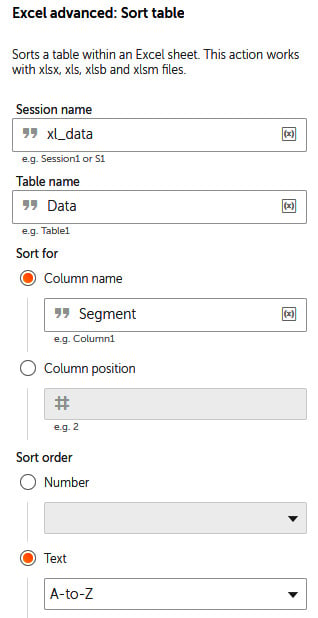 Excel advanced: Sort table
Sorts a table within an Excel sheet. This action works
with xlsx, xls, xlsb and xlsm files.
Session name
xl_data
e.g. Session1 or S1
Table name
Data
e.g. Table1
Sort for
Column name
Segment
e.g. Column1
Column position
#
e.g. 2
Sort order
Number
Text
A-to-Z